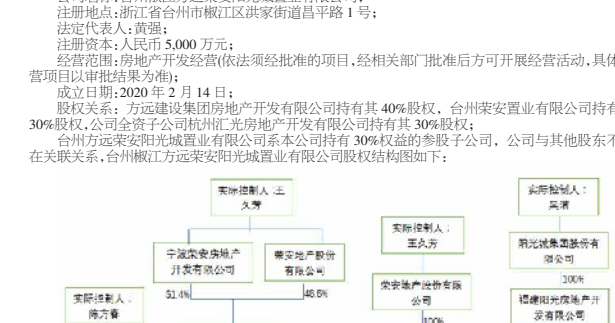 注册地点:浙江省台州市椒江区洪家街道昌平路 1 号;
法定代表人:黄强;
注册资本:人民币 5,000 万元;
经营范围:房地产开发经营(依法须经批准的项目,经相关部门批准后方可开展经营活动,具体
营项目以审批结果为准);
成立日期:2020 年 2 月 14 日;
股权关系：方远建设集团房地产开发有限公司持有其 40%股权，台州荣安置业有限公司持有
30%股权,公司全资子公司杭州汇光房地产开发有限公司持有其 30%股权;
台州方远荣安阳光城置业有限公司系本公司持有 30%权益的参股子公司，公司与其他股东不
在关联关系,台州椒江方远荣安阳光城置业有限公司股权结构图如下:
实际控制人:王
久芳
实际控制人：
吴洁
实际控制人：
王久芳
宁波荣安房地产
开发有限公司
荣安地产股份
有限公司
阳光城集团股份有
限公司
荣安地产股份有限
公司
100%
51.4%
48.6%
福建阳光房地产开
发有限公司
实际控制人：
陈方春
100%